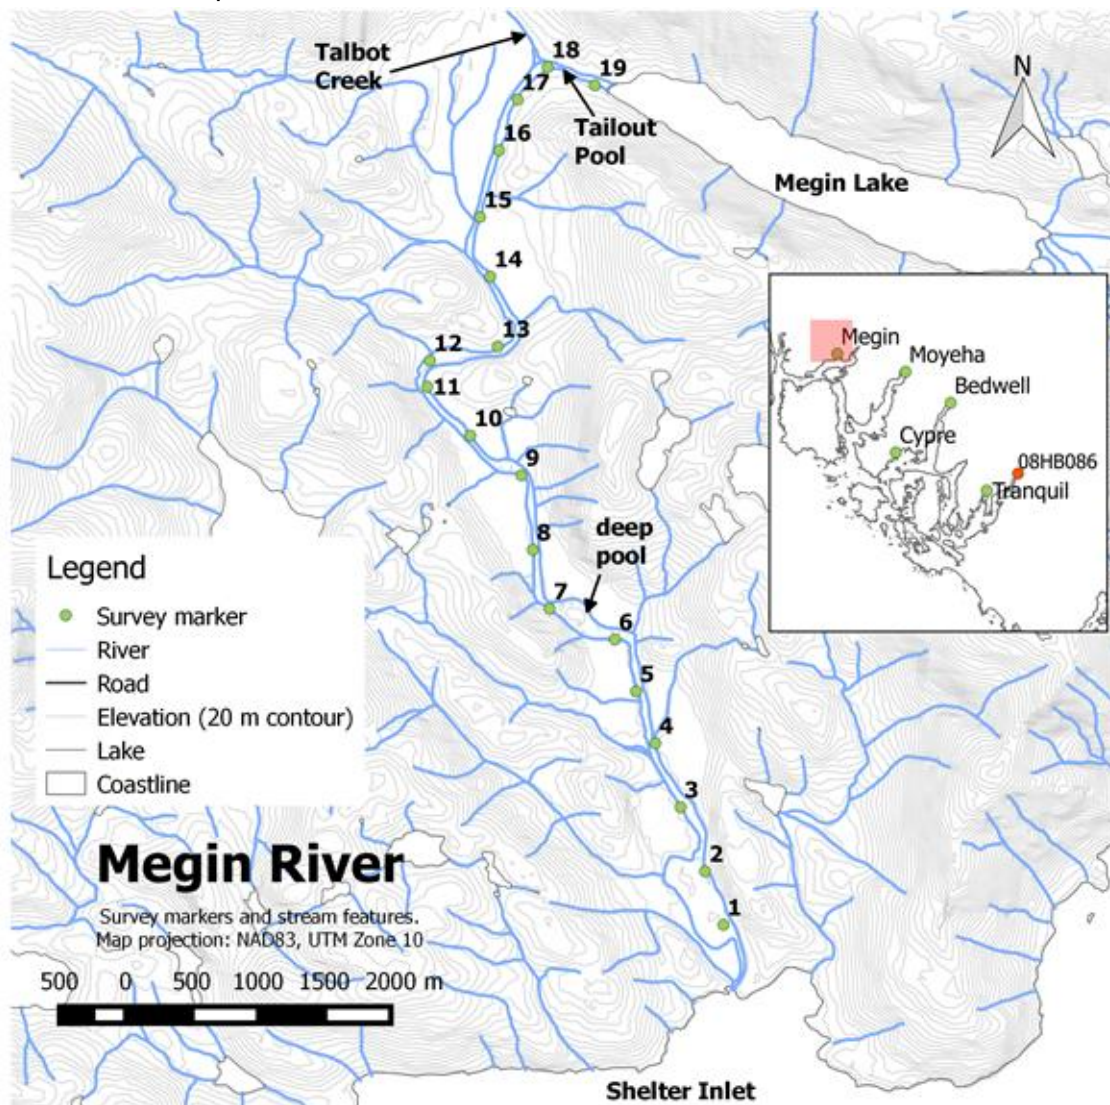 Talbot
Creek
18
19
17
N
Tailout
Pool
16
Megin Lake
15
14
13
12
11
10
9
8
deep
pool
7
6
5
4
3
2
1
Megin
Moyeha
Bedwell
Cypre
08HB086
Tranquil
Legend
Survey marker
River
Road
Elevation (20 m contour)
Lake
Coastline
Megin River
Survey markers and stream features.
Map projection: NAD83, UTM Zone 10
500 0 500 1000 1500 2000 m
Shelter Inlet